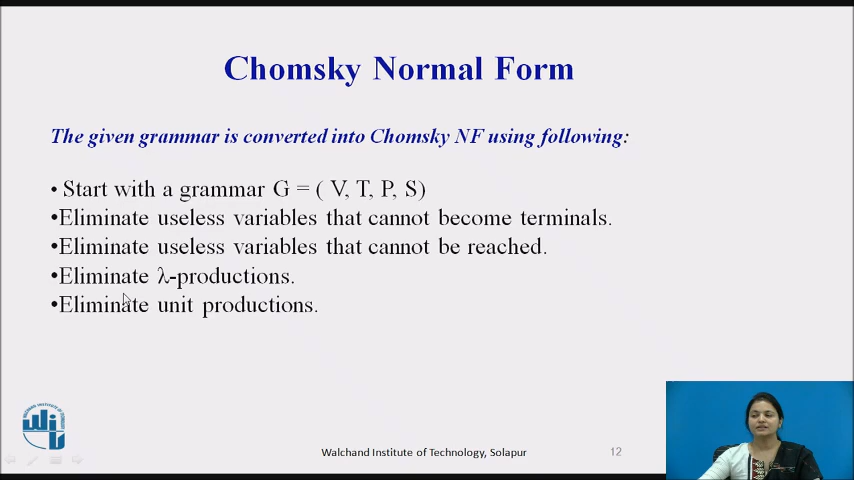 Chomsky Normal Form
The given grammar is converted into Chomsky NF using following:
• Start with a grammar G = ( V, T, P, S)
•Eliminate useless variables that cannot become terminals.
•Eliminate useless variables that cannot be reached.
•Eliminate λ-productions.
•Eliminate unit productions.
Walchand Institute of Technology, Solapur
12